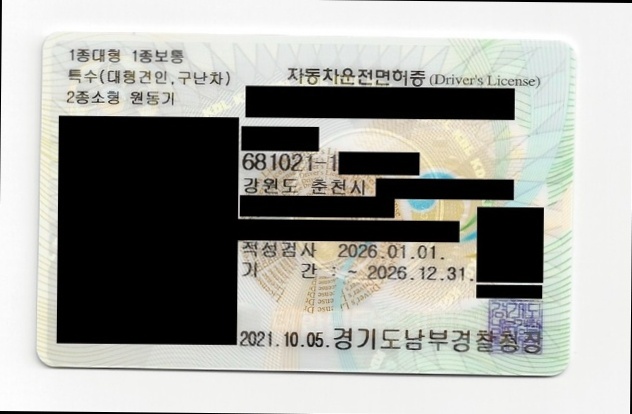 1종대형 1종보통
특수(대형견인,구난차)
2종소형 원동기
자동차운전면허증 (Driver's License)
681021-1
강원도 춘천시
적성검사 2026.01.01.
기 간 : ~ 2026.12.31.
2021.10.05. 경기도남부경찰청장